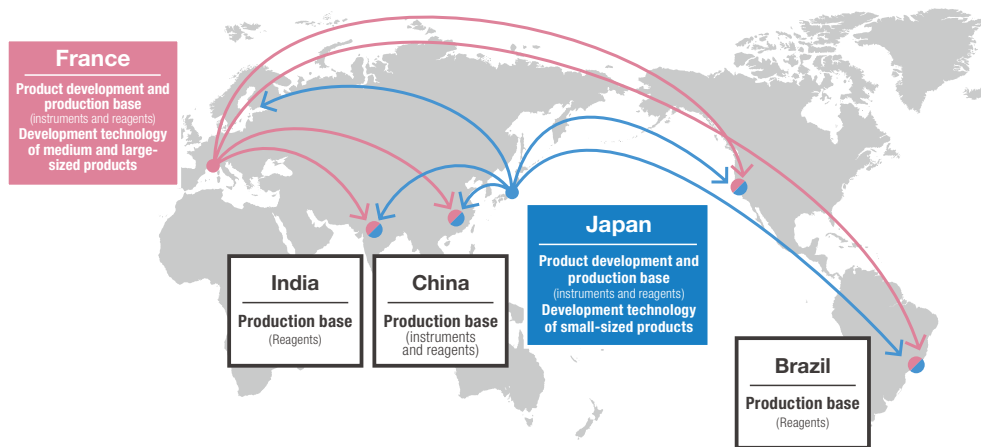 France
Product development and
production base
(instruments and reagents)
Development technology
of medium and large-
sized products
India
Production base
(Reagents)
China
Production base
(instruments
and reagents)
Japan
Product development and
production base
(instruments and reagents)
Development technology
of small-sized products
Brazil
Production base
(Reagents)